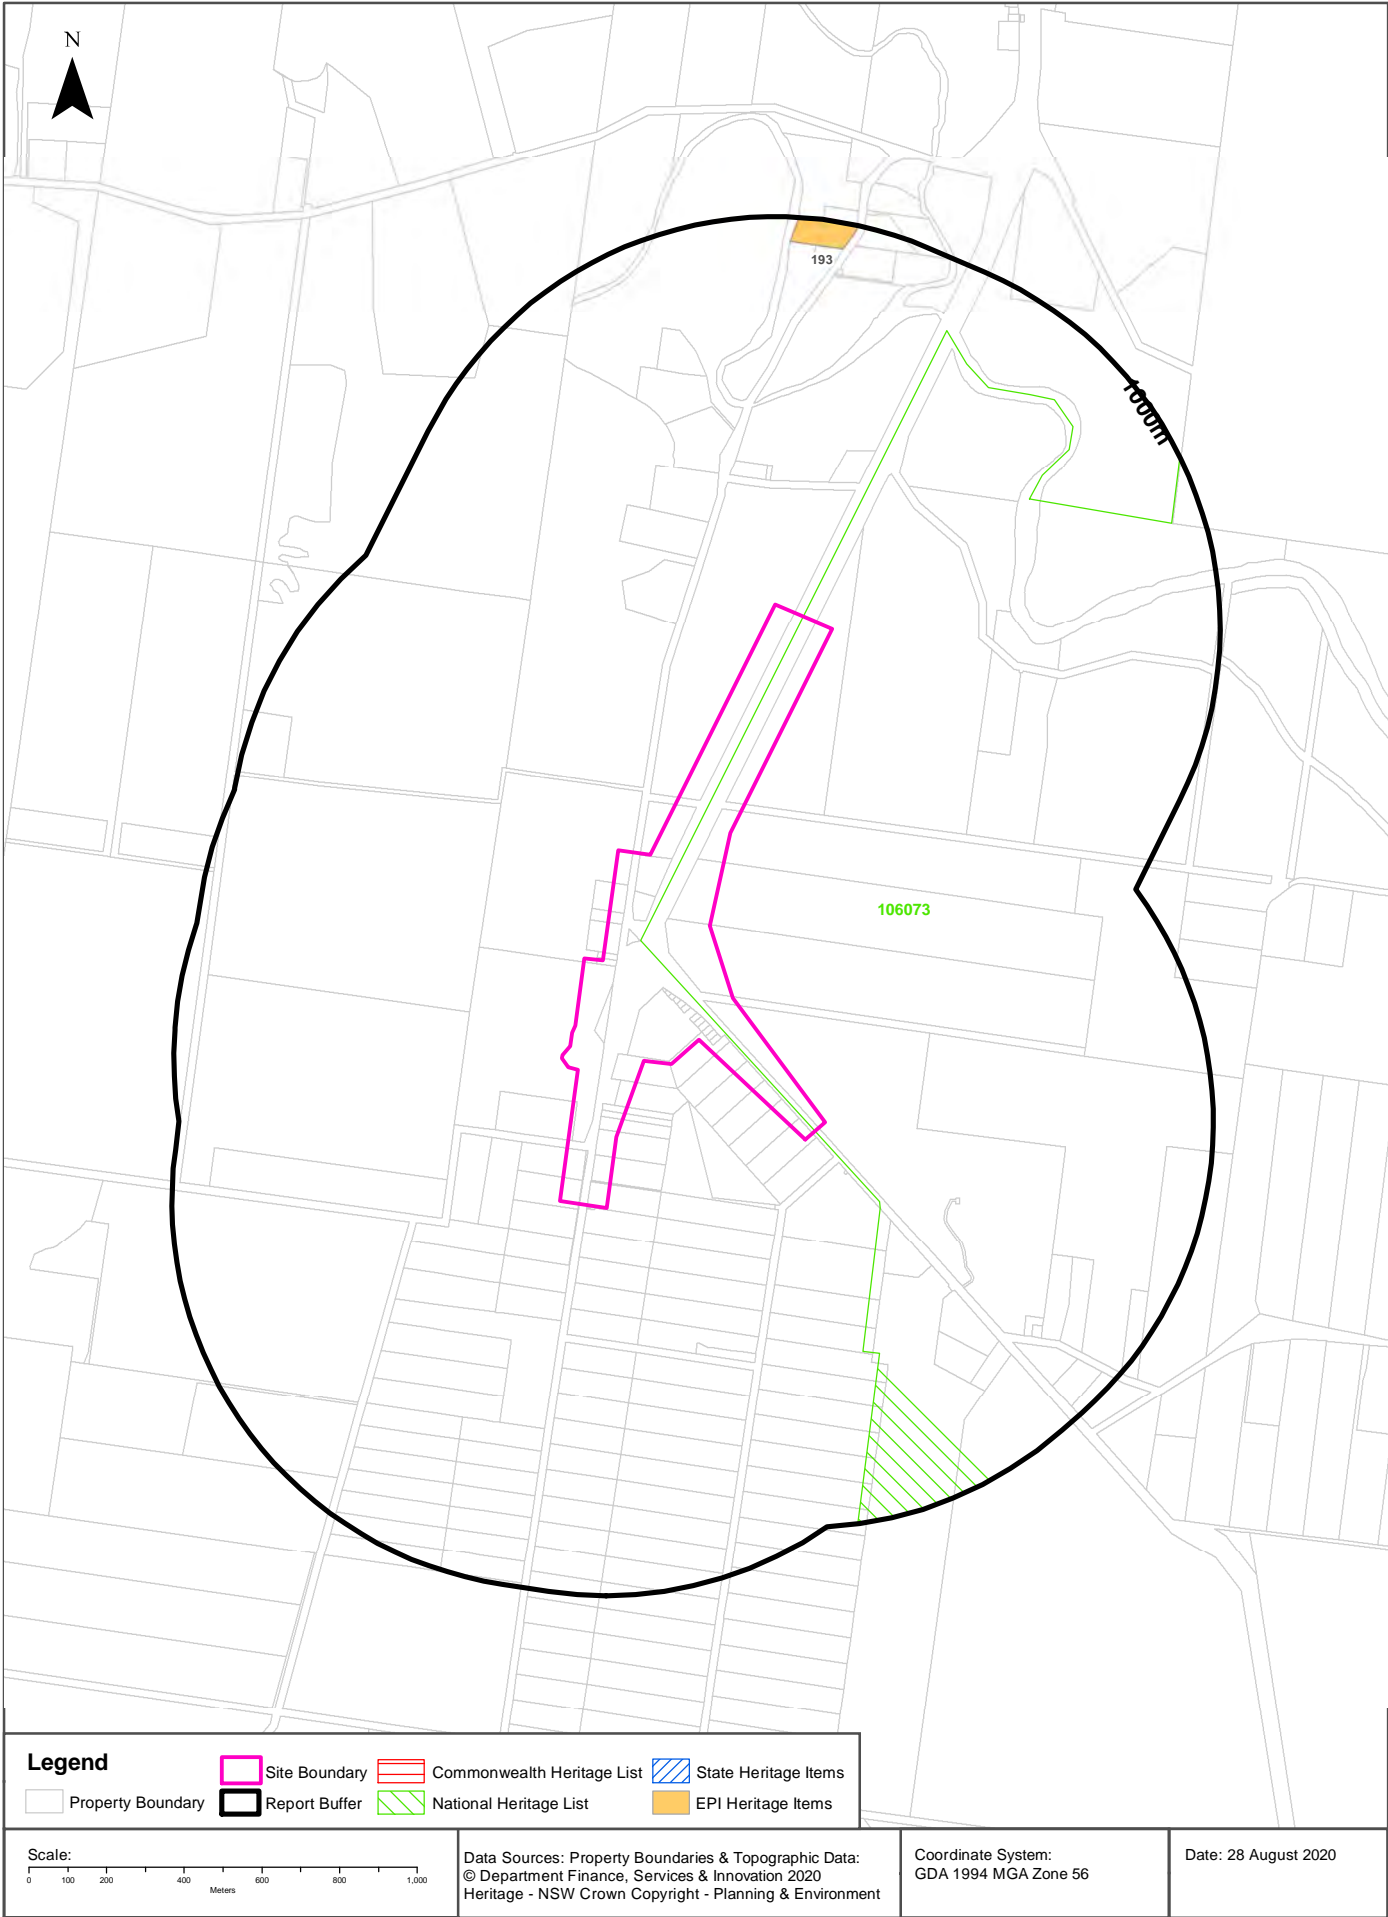 N
193
1000m
106073
Legend
Property Boundary
Site Boundary
Report Buffer
Commonwealth Heritage List
National Heritage List
State Heritage Items
EPI Heritage Items
Scale:
0 100 200 400 600 800 1,000
Meters
Data Sources: Property Boundaries & Topographic Data:
© Department Finance, Services & Innovation 2020
Heritage - NSW Crown Copyright - Planning & Environment
Coordinate System:
GDA 1994 MGA Zone 56
Date: 28 August 2020